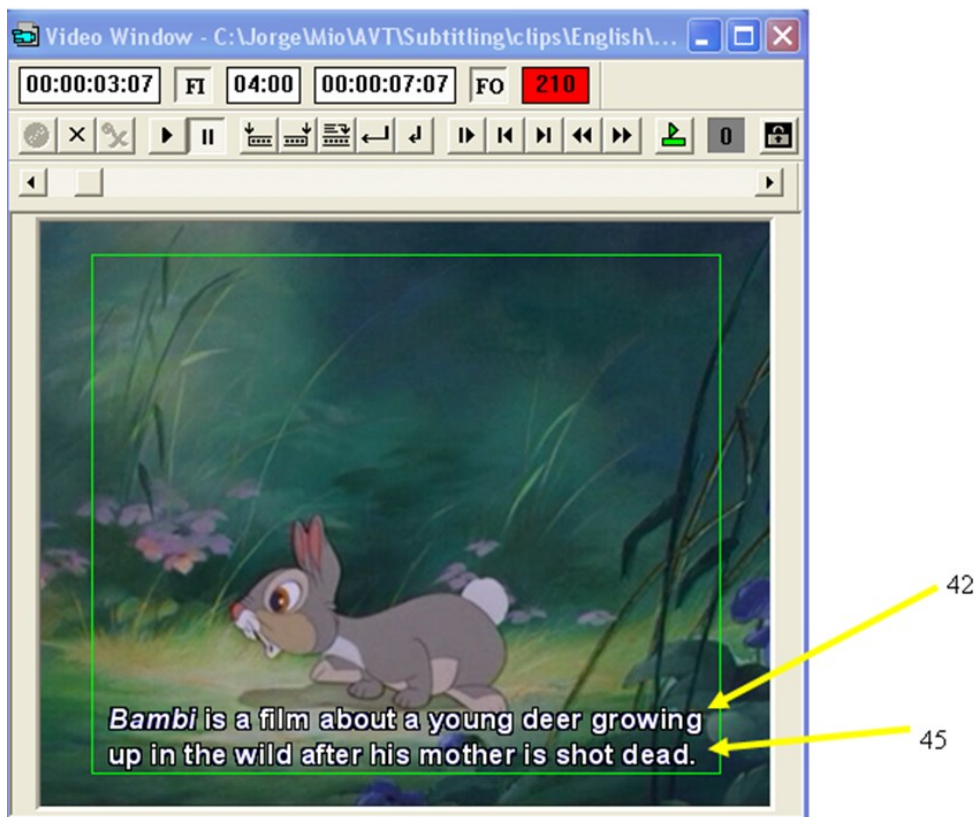 Video Window - C:\Jorge\Mio\AVT\Subtitling\clips\English\...
00:00:03:07 FI 04:00 00:00:07:07 FO 210
0
42
Bambi is a film about a young deer growing
45
up in the wild after his mother is shot dead.